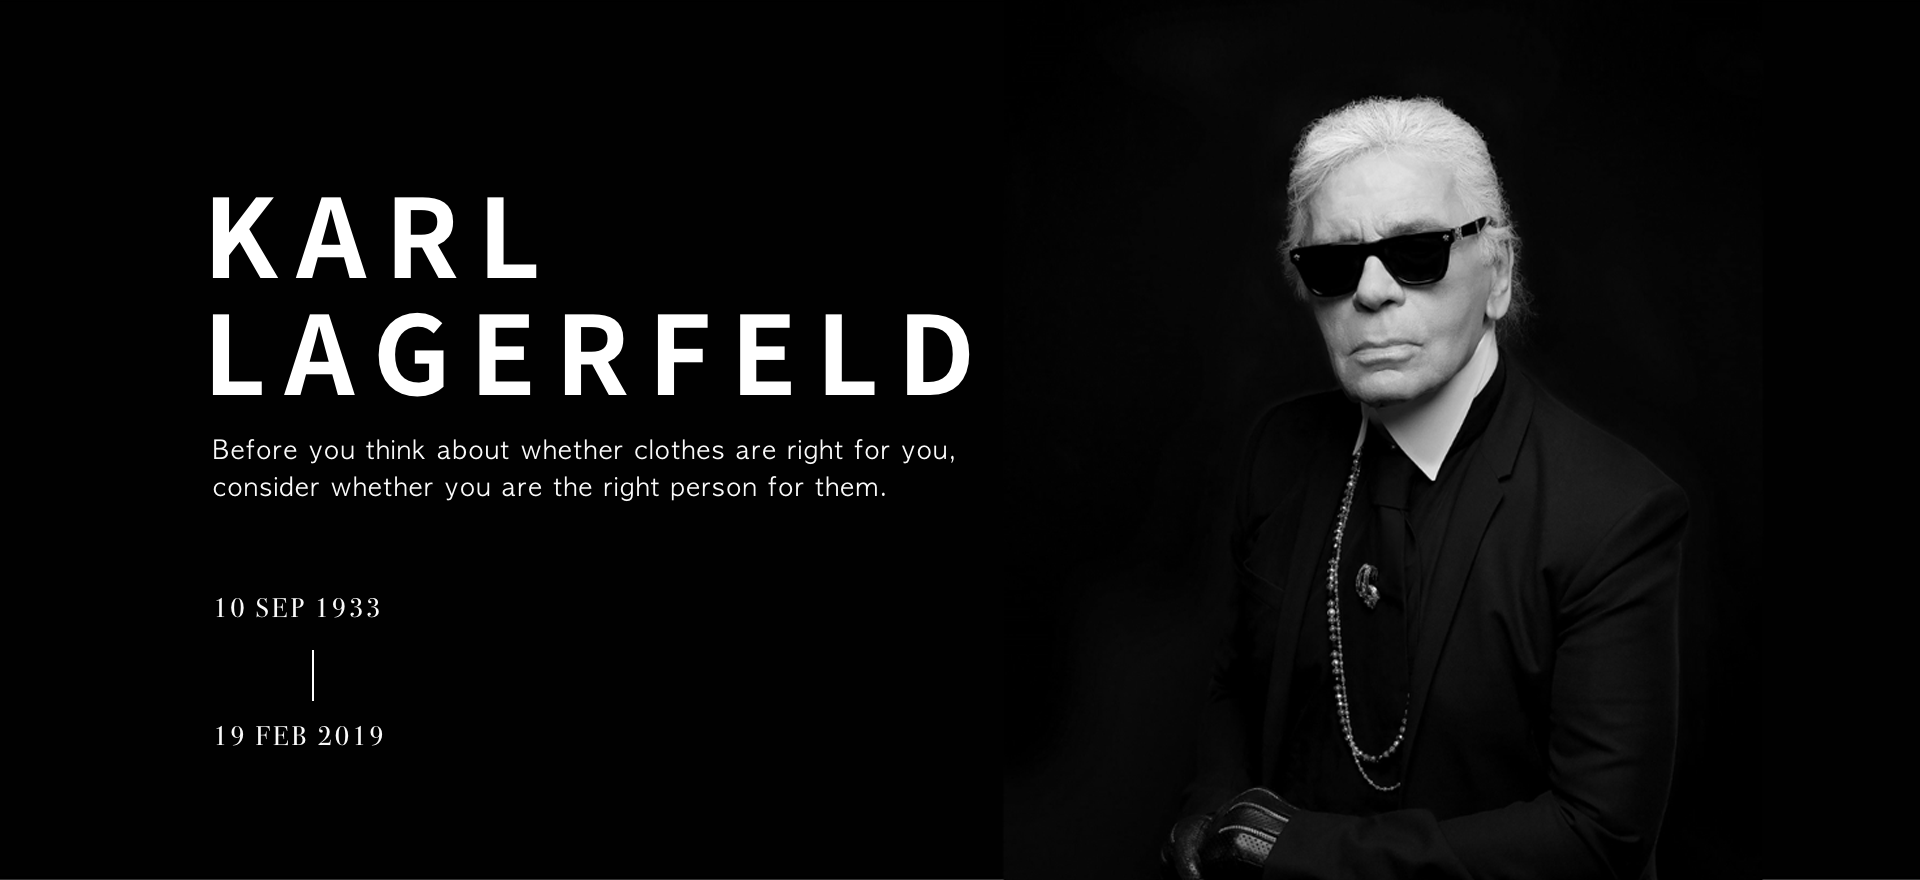 KARL
LAGERFELD
Before you think about whether clothes are right for you,
consider whether you are the right person for them.
10 SEP 1933
19 FEB 2019